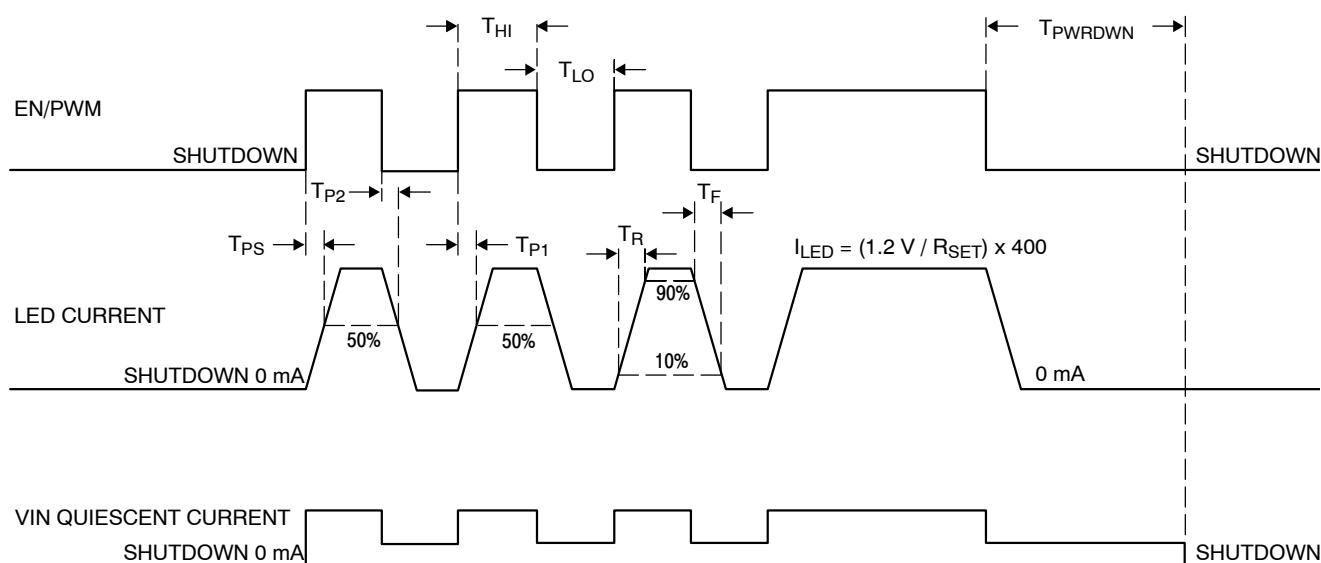 T_HI
T_PWRDWN
T_LO
EN/PWM
SHUTDOWN
SHUTDOWN
T_P2
T_F
T_PS
T_P1
T_R
I_LED = (1.2 V / R_SET) x 400
90%
LED CURRENT
50%
50%
10%
SHUTDOWN 0 mA
0 mA
VIN QUIESCENT CURRENT
SHUTDOWN 0 mA
SHUTDOWN